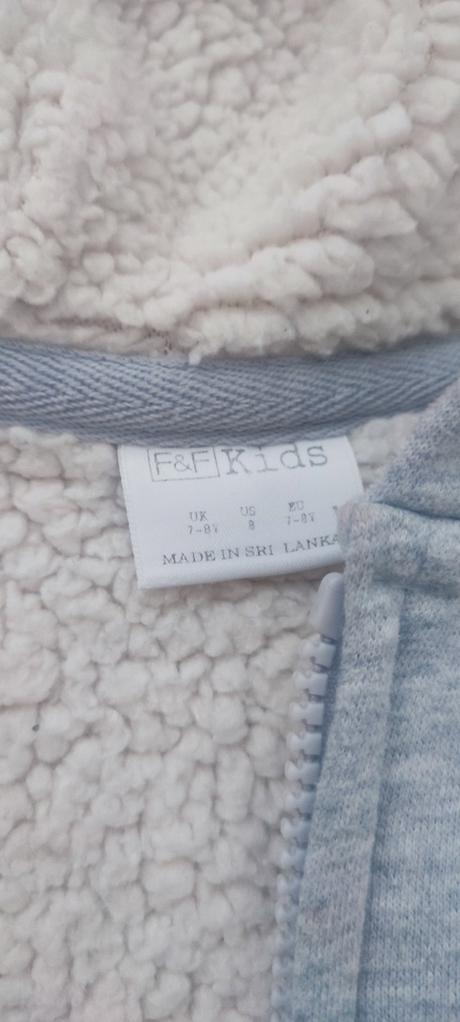 F&F Kids
UK US EU
7-8Y 8 7-8Y
MADE IN SRI LANKA